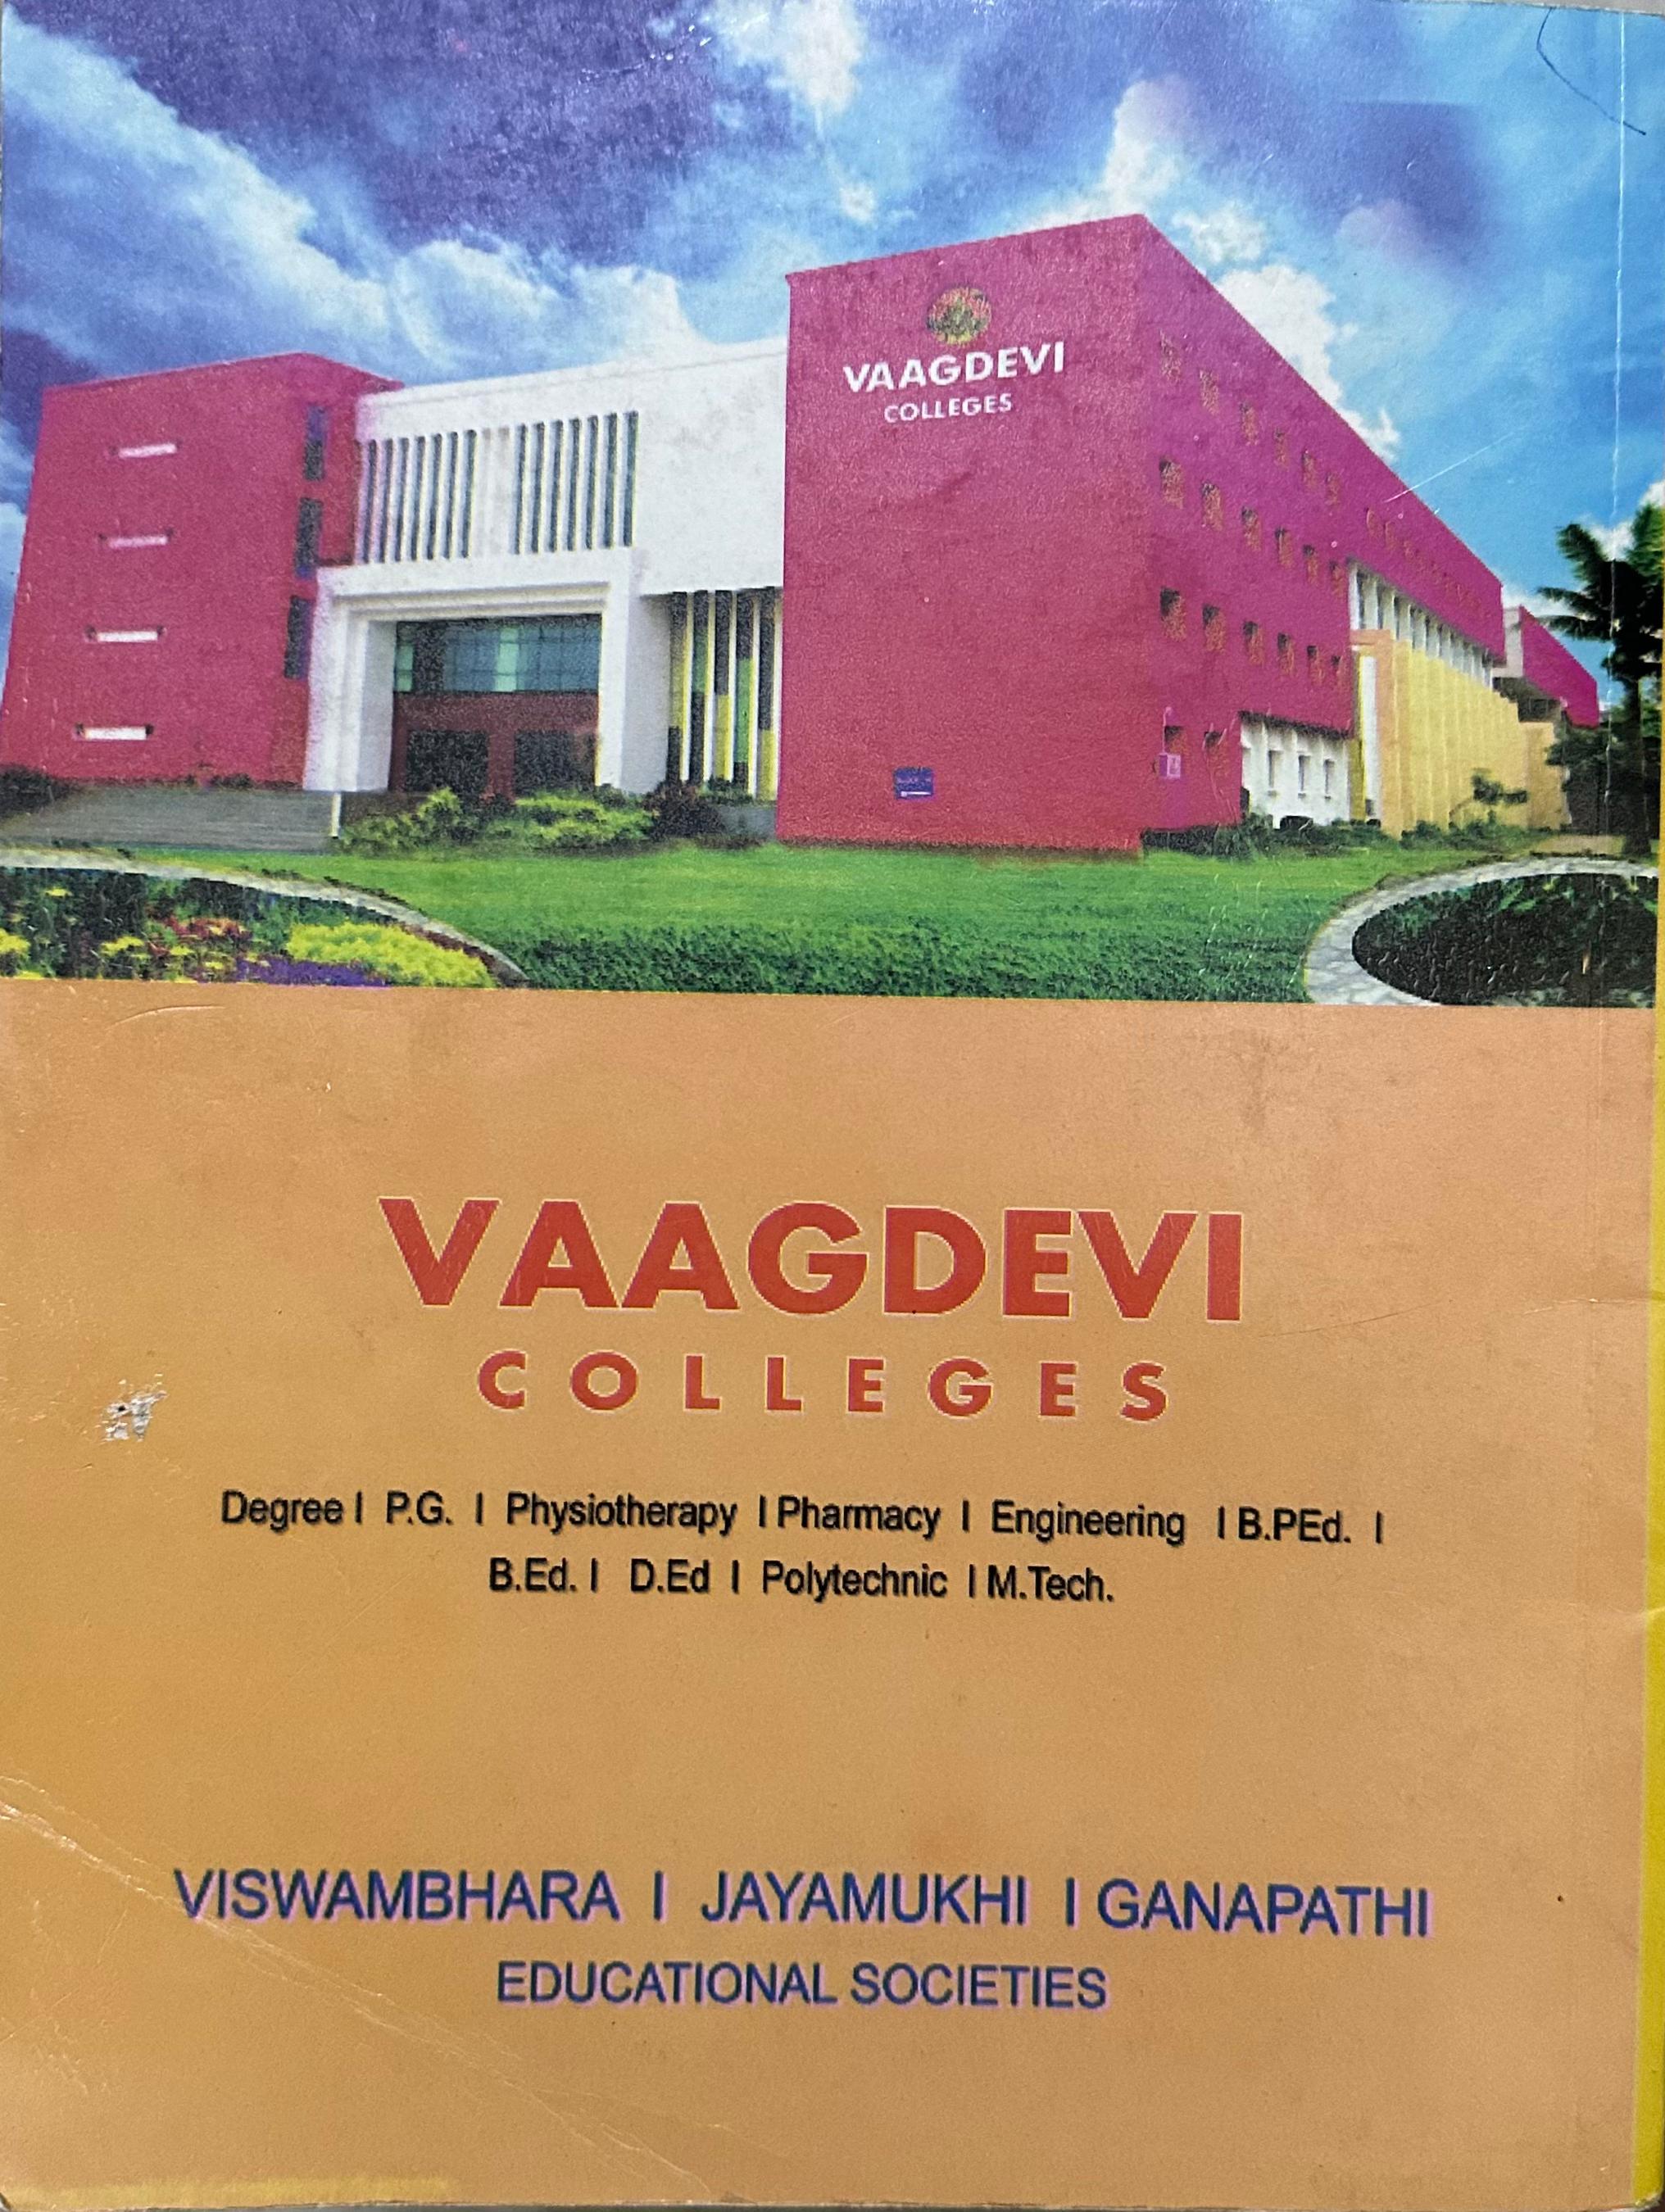 VAAGDEVI
COLLEGES
VAAGDEVI
COLLEGES
Degree I P.G. I Physiotherapy I Pharmacy I Engineering I B.PEd. I
B.Ed. I D.Ed I Polytechnic I M.Tech.
VISWAMBHARA I JAYAMUKHI I GANAPATHI
EDUCATIONAL SOCIETIES